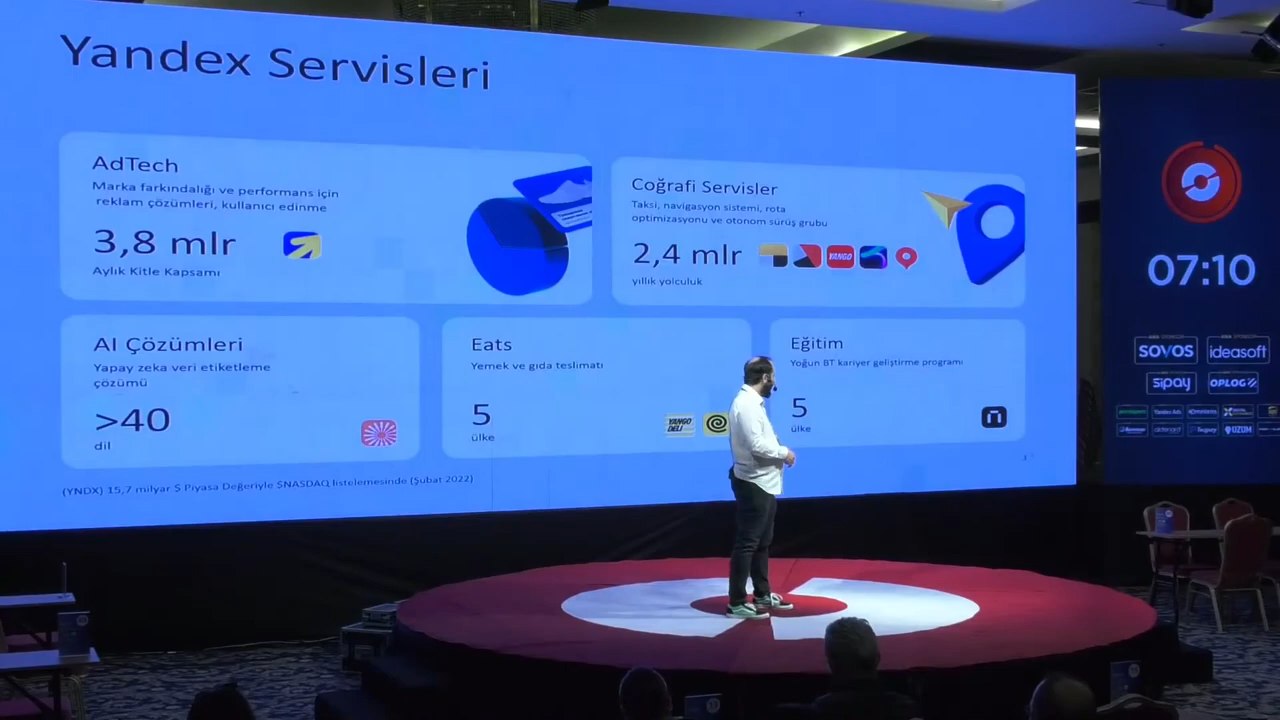 Yandex Servisleri
AdTech
Marka farkındalığı ve performans için
reklam çözümleri, kullanıcı edinme
3,8 mlr
Aylık Kitle Kapsamı
Coğrafi Servisler
Taksi, navigasyon sistemi, rota
optimizasyonu ve otonom sürüş grubu
2,4 mlr
YANGO
yıllık yolculuk
AI Çözümleri
Yapay zeka veri etiketleme
çözümü
>40
dil
Eats
Yemek ve gıda teslimatı
5
ülke
YANGO
DELI
Eğitim
Yoğun BT kariyer geliştirme programı
5
ülke
(YNDX) 15,7 milyar $ Piyasa Değeriyle $NASDAQ listelemesinde (Şubat 2022)
07:10
SOVOS
ideasoft
sipay
OPLOG
Yandex Ads
OZON